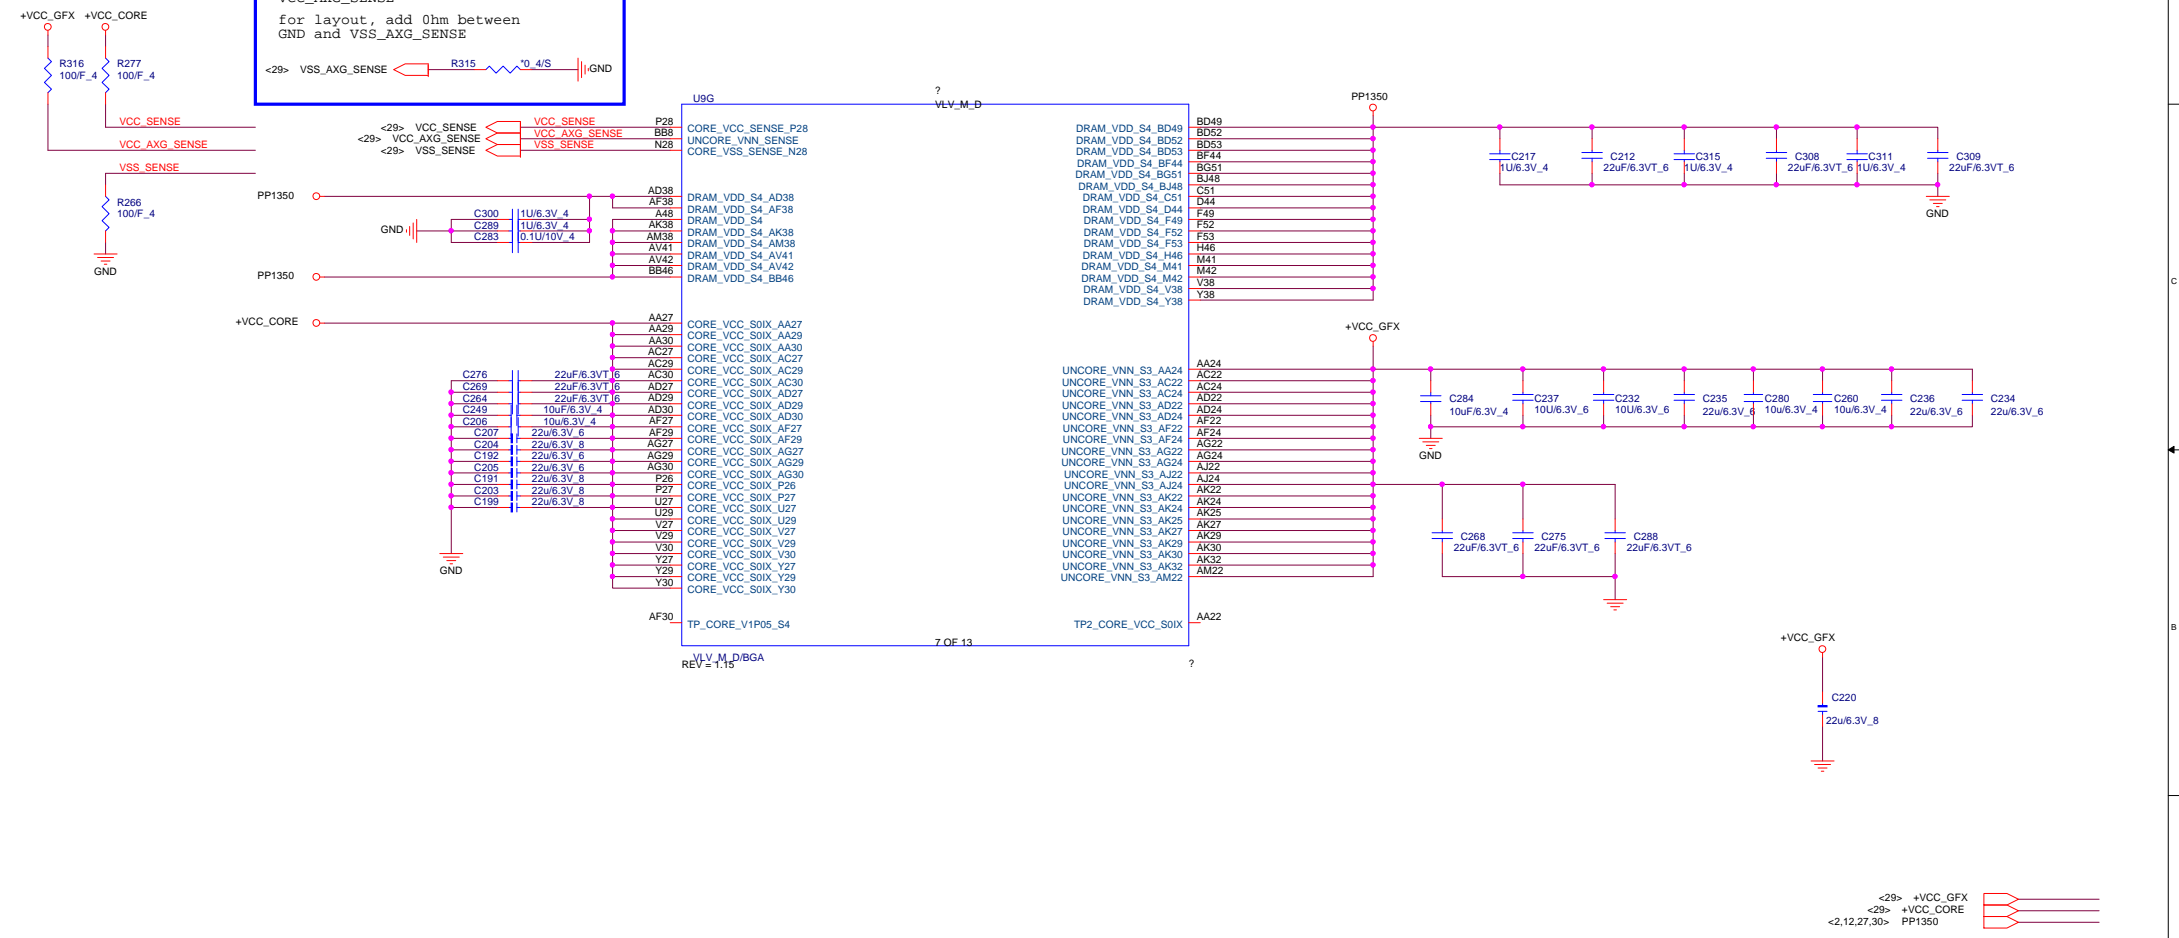 for layout, add 0hm between
GND and VSS_AXG_SENSE
<29> VSS_AXG_SENSE R315 *0_4/S GND
+VCC_GFX +VCC_CORE
R316 100/F_4
R277 100/F_4
VCC_SENSE
VCC_AXG_SENSE
VSS_SENSE
R266 100/F_4
GND
U9G
?
VLV_M_D
<29> VCC_SENSE VCC_SENSE P28 CORE_VCC_SENSE_P28
<29> VCC_AXG_SENSE VCC_AXG_SENSE BB8 UNCORE_VNN_SENSE
<29> VSS_SENSE VSS_SENSE N28 CORE_VSS_SENSE_N28
PP1350
AD38 DRAM_VDD_S4_AD38
AF38 DRAM_VDD_S4_AF38
A48 DRAM_VDD_S4
AK38 DRAM_VDD_S4_AK38
AM38 DRAM_VDD_S4_AM38
AV41 DRAM_VDD_S4_AV41
AV42 DRAM_VDD_S4_AV42
BB46 DRAM_VDD_S4_BB46
GND
C300 1U/6.3V_4
C289 1U/6.3V_4
C283 0.1U/10V_4
PP1350
+VCC_CORE
AA27 CORE_VCC_S0IX_AA27
AA29 CORE_VCC_S0IX_AA29
AA30 CORE_VCC_S0IX_AA30
AC27 CORE_VCC_S0IX_AC27
AC29 CORE_VCC_S0IX_AC29
AC30 CORE_VCC_S0IX_AC30
AD27 CORE_VCC_S0IX_AD27
AD29 CORE_VCC_S0IX_AD29
AD30 CORE_VCC_S0IX_AD30
AF27 CORE_VCC_S0IX_AF27
AF29 CORE_VCC_S0IX_AF29
AG27 CORE_VCC_S0IX_AG27
AG29 CORE_VCC_S0IX_AG29
AG30 CORE_VCC_S0IX_AG30
P26 CORE_VCC_S0IX_P26
P27 CORE_VCC_S0IX_P27
U27 CORE_VCC_S0IX_U27
U29 CORE_VCC_S0IX_U29
V27 CORE_VCC_S0IX_V27
V29 CORE_VCC_S0IX_V29
V30 CORE_VCC_S0IX_V30
Y27 CORE_VCC_S0IX_Y27
Y29 CORE_VCC_S0IX_Y29
Y30 CORE_VCC_S0IX_Y30
AF30 TP_CORE_V1P05_S4
C276 22uF/6.3VT_6
C269 22uF/6.3VT_6
C264 22uF/6.3VT_6
C249 10uF/6.3V_4
C206 10u/6.3V_4
C207 22u/6.3V_6
C204 22u/6.3V_8
C192 22u/6.3V_6
C205 22u/6.3V_6
C191 22u/6.3V_8
C203 22u/6.3V_8
C199 22u/6.3V_8
GND
DRAM_VDD_S4_BD49 BD49
DRAM_VDD_S4_BD52 BD52
DRAM_VDD_S4_BD53 BD53
DRAM_VDD_S4_BF44 BF44
DRAM_VDD_S4_BG51 BG51
DRAM_VDD_S4_BJ48 BJ48
DRAM_VDD_S4_C51 C51
DRAM_VDD_S4_D44 D44
DRAM_VDD_S4_F49 F49
DRAM_VDD_S4_F52 F52
DRAM_VDD_S4_F53 F53
DRAM_VDD_S4_H46 H46
DRAM_VDD_S4_M41 M41
DRAM_VDD_S4_M42 M42
DRAM_VDD_S4_V38 V38
DRAM_VDD_S4_Y38 Y38
UNCORE_VNN_S3_AA24 AA24
UNCORE_VNN_S3_AC22 AC22
UNCORE_VNN_S3_AC24 AC24
UNCORE_VNN_S3_AD22 AD22
UNCORE_VNN_S3_AD24 AD24
UNCORE_VNN_S3_AF22 AF22
UNCORE_VNN_S3_AF24 AF24
UNCORE_VNN_S3_AG22 AG22
UNCORE_VNN_S3_AG24 AG24
UNCORE_VNN_S3_AJ22 AJ22
UNCORE_VNN_S3_AJ24 AJ24
UNCORE_VNN_S3_AK22 AK22
UNCORE_VNN_S3_AK24 AK24
UNCORE_VNN_S3_AK25 AK25
UNCORE_VNN_S3_AK27 AK27
UNCORE_VNN_S3_AK29 AK29
UNCORE_VNN_S3_AK30 AK30
UNCORE_VNN_S3_AK32 AK32
UNCORE_VNN_S3_AM22 AM22
TP2_CORE_VCC_S0IX AA22
7 OF 13
VLV_M_D/BGA
REV = 1.15
?
PP1350
C217 1U/6.3V_4
C212 22uF/6.3VT_6
C315 1U/6.3V_4
C308 22uF/6.3VT_6
C311 1U/6.3V_4
C309 22uF/6.3VT_6
GND
+VCC_GFX
C284 10uF/6.3V_4
C237 10U/6.3V_6
C232 10U/6.3V_6
C235 22u/6.3V_6
C280 10u/6.3V_4
C260 10u/6.3V_4
C236 22u/6.3V_6
C234 22u/6.3V_6
GND
C268 22uF/6.3VT_6
C275 22uF/6.3VT_6
C288 22uF/6.3VT_6
+VCC_GFX
C220
22u/6.3V_8
C
B
<29> +VCC_GFX
<29> +VCC_CORE
<2,12,27,30> PP1350